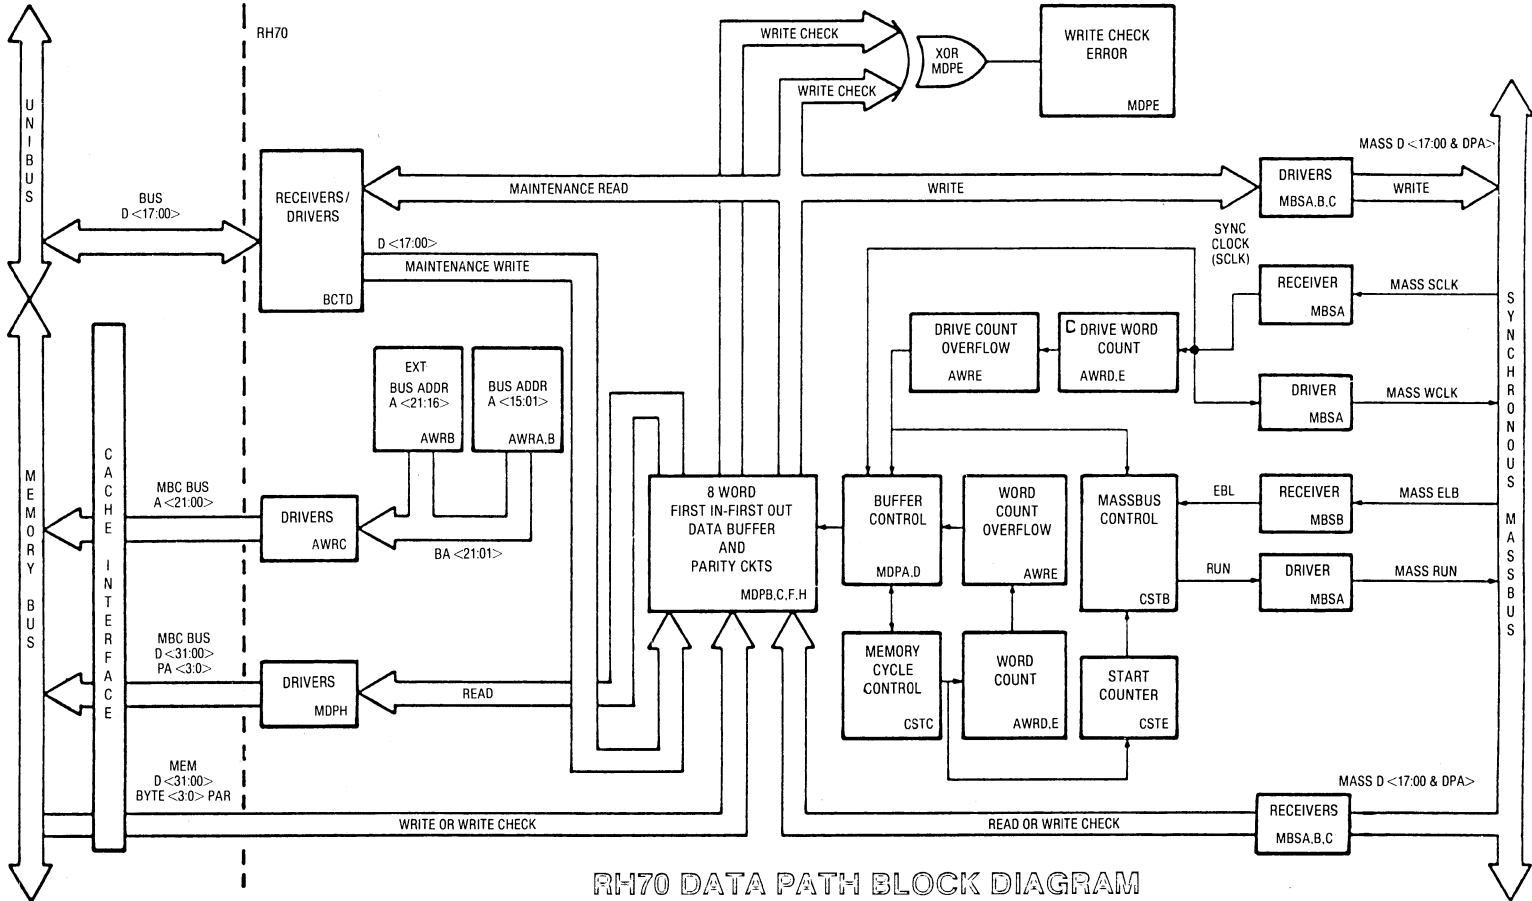 RH70
UNIBUS
BUS
D <17:00>
RECEIVERS/
DRIVERS
BCTD
WRITE CHECK
WRITE CHECK
XOR
MDPE
WRITE CHECK
ERROR
MDPE
MAINTENANCE READ
WRITE
DRIVERS
MBSA,B,C
MASS D <17:00 & DPA>
WRITE
D <17:00>
MAINTENANCE WRITE
SYNC
CLOCK
(SCLK)
RECEIVER
MBSA
MASS SCLK
DRIVE COUNT
OVERFLOW
AWRE
C DRIVE WORD
COUNT
AWRD,E
DRIVER
MBSA
MASS WCLK
EXT
BUS ADDR
A <21:16>
AWRB
BUS ADDR
A <15:01>
AWRA,B
MEMORY BUS
CACHE INTERFACE
MBC BUS
A <21:00>
DRIVERS
AWRC
BA <21:01>
8 WORD
FIRST IN-FIRST OUT
DATA BUFFER
AND
PARITY CKTS
MDPB,C,F,H
BUFFER
CONTROL
MDPA,D
WORD
COUNT
OVERFLOW
AWRE
MASSBUS
CONTROL
CSTB
EBL
RECEIVER
MBSB
MASS ELB
RUN
DRIVER
MBSA
MASS RUN
SYNCHRONOUS MASSBUS
MBC BUS
D <31:00>
PA <3:0>
DRIVERS
MDPH
READ
MEMORY
CYCLE
CONTROL
CSTC
WORD
COUNT
AWRD,E
START
COUNTER
CSTE
MEM
D <31:00>
BYTE <3:0> PAR
WRITE OR WRITE CHECK
READ OR WRITE CHECK
RECEIVERS
MBSA,B,C
MASS D <17:00 & DPA>
RH70 DATA PATH BLOCK DIAGRAM